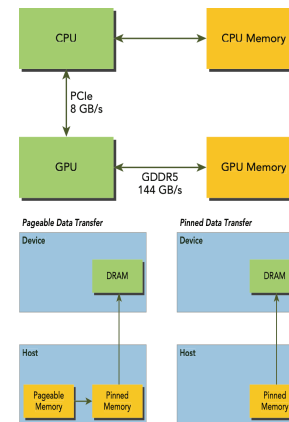 CPU
CPU Memory
PCIe
8 GB/s
GPU
GPU Memory
GDDR5
144 GB/s
Pageable Data Transfer
Pinned Data Transfer
Device
DRAM
Device
DRAM
Host
Pageable
Memory
Pinned
Memory
Host
Pinned
Memory